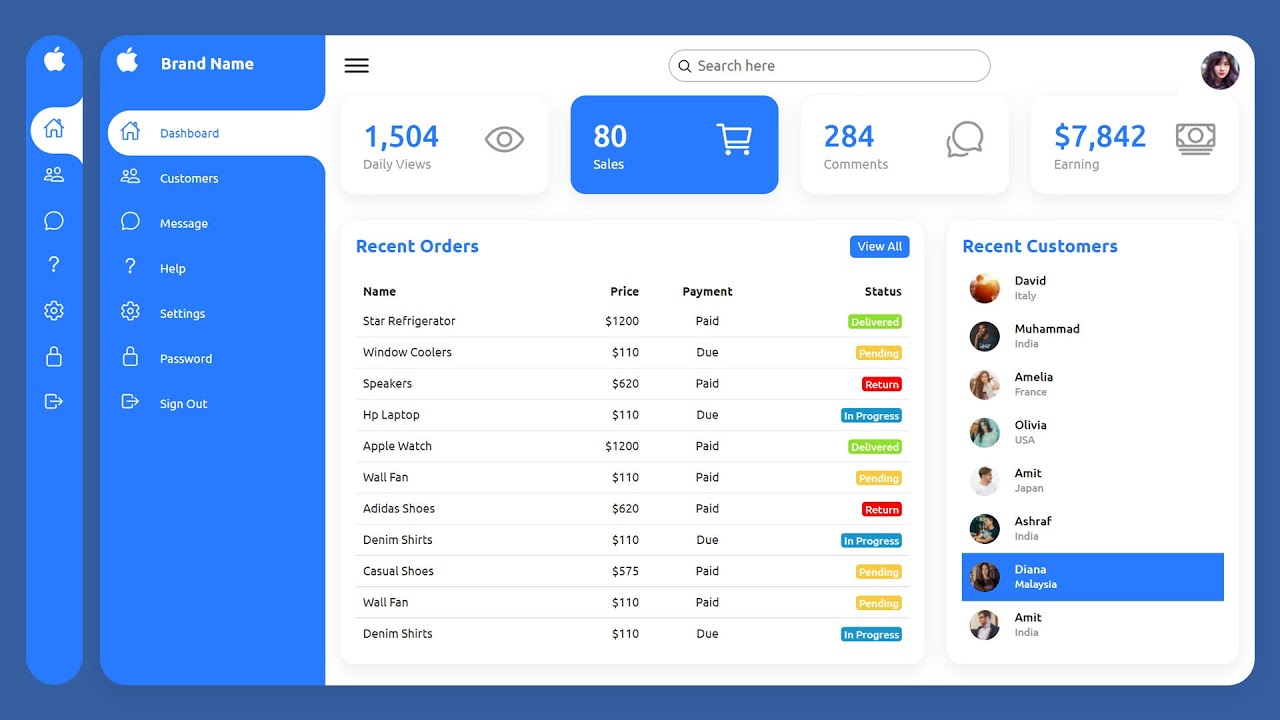 Brand Name
Search here
Dashboard
Customers
Message
?
Help
?
Settings
Password
Sign Out
1,504
Daily Views
80
Sales
284
Comments
$7,842
Earning
Recent Orders
View All
Name Price Payment Status
Star Refrigerator $1200 Paid Delivered
Window Coolers $110 Due Pending
Speakers $620 Paid Return
Hp Laptop $110 Due In Progress
Apple Watch $1200 Paid Delivered
Wall Fan $110 Paid Pending
Adidas Shoes $620 Paid Return
Denim Shirts $110 Due In Progress
Casual Shoes $575 Paid Pending
Wall Fan $110 Paid Pending
Denim Shirts $110 Due In Progress
Recent Customers
David
Italy
Muhammad
India
Amelia
France
Olivia
USA
Amit
Japan
Ashraf
India
Diana
Malaysia
Amit
India